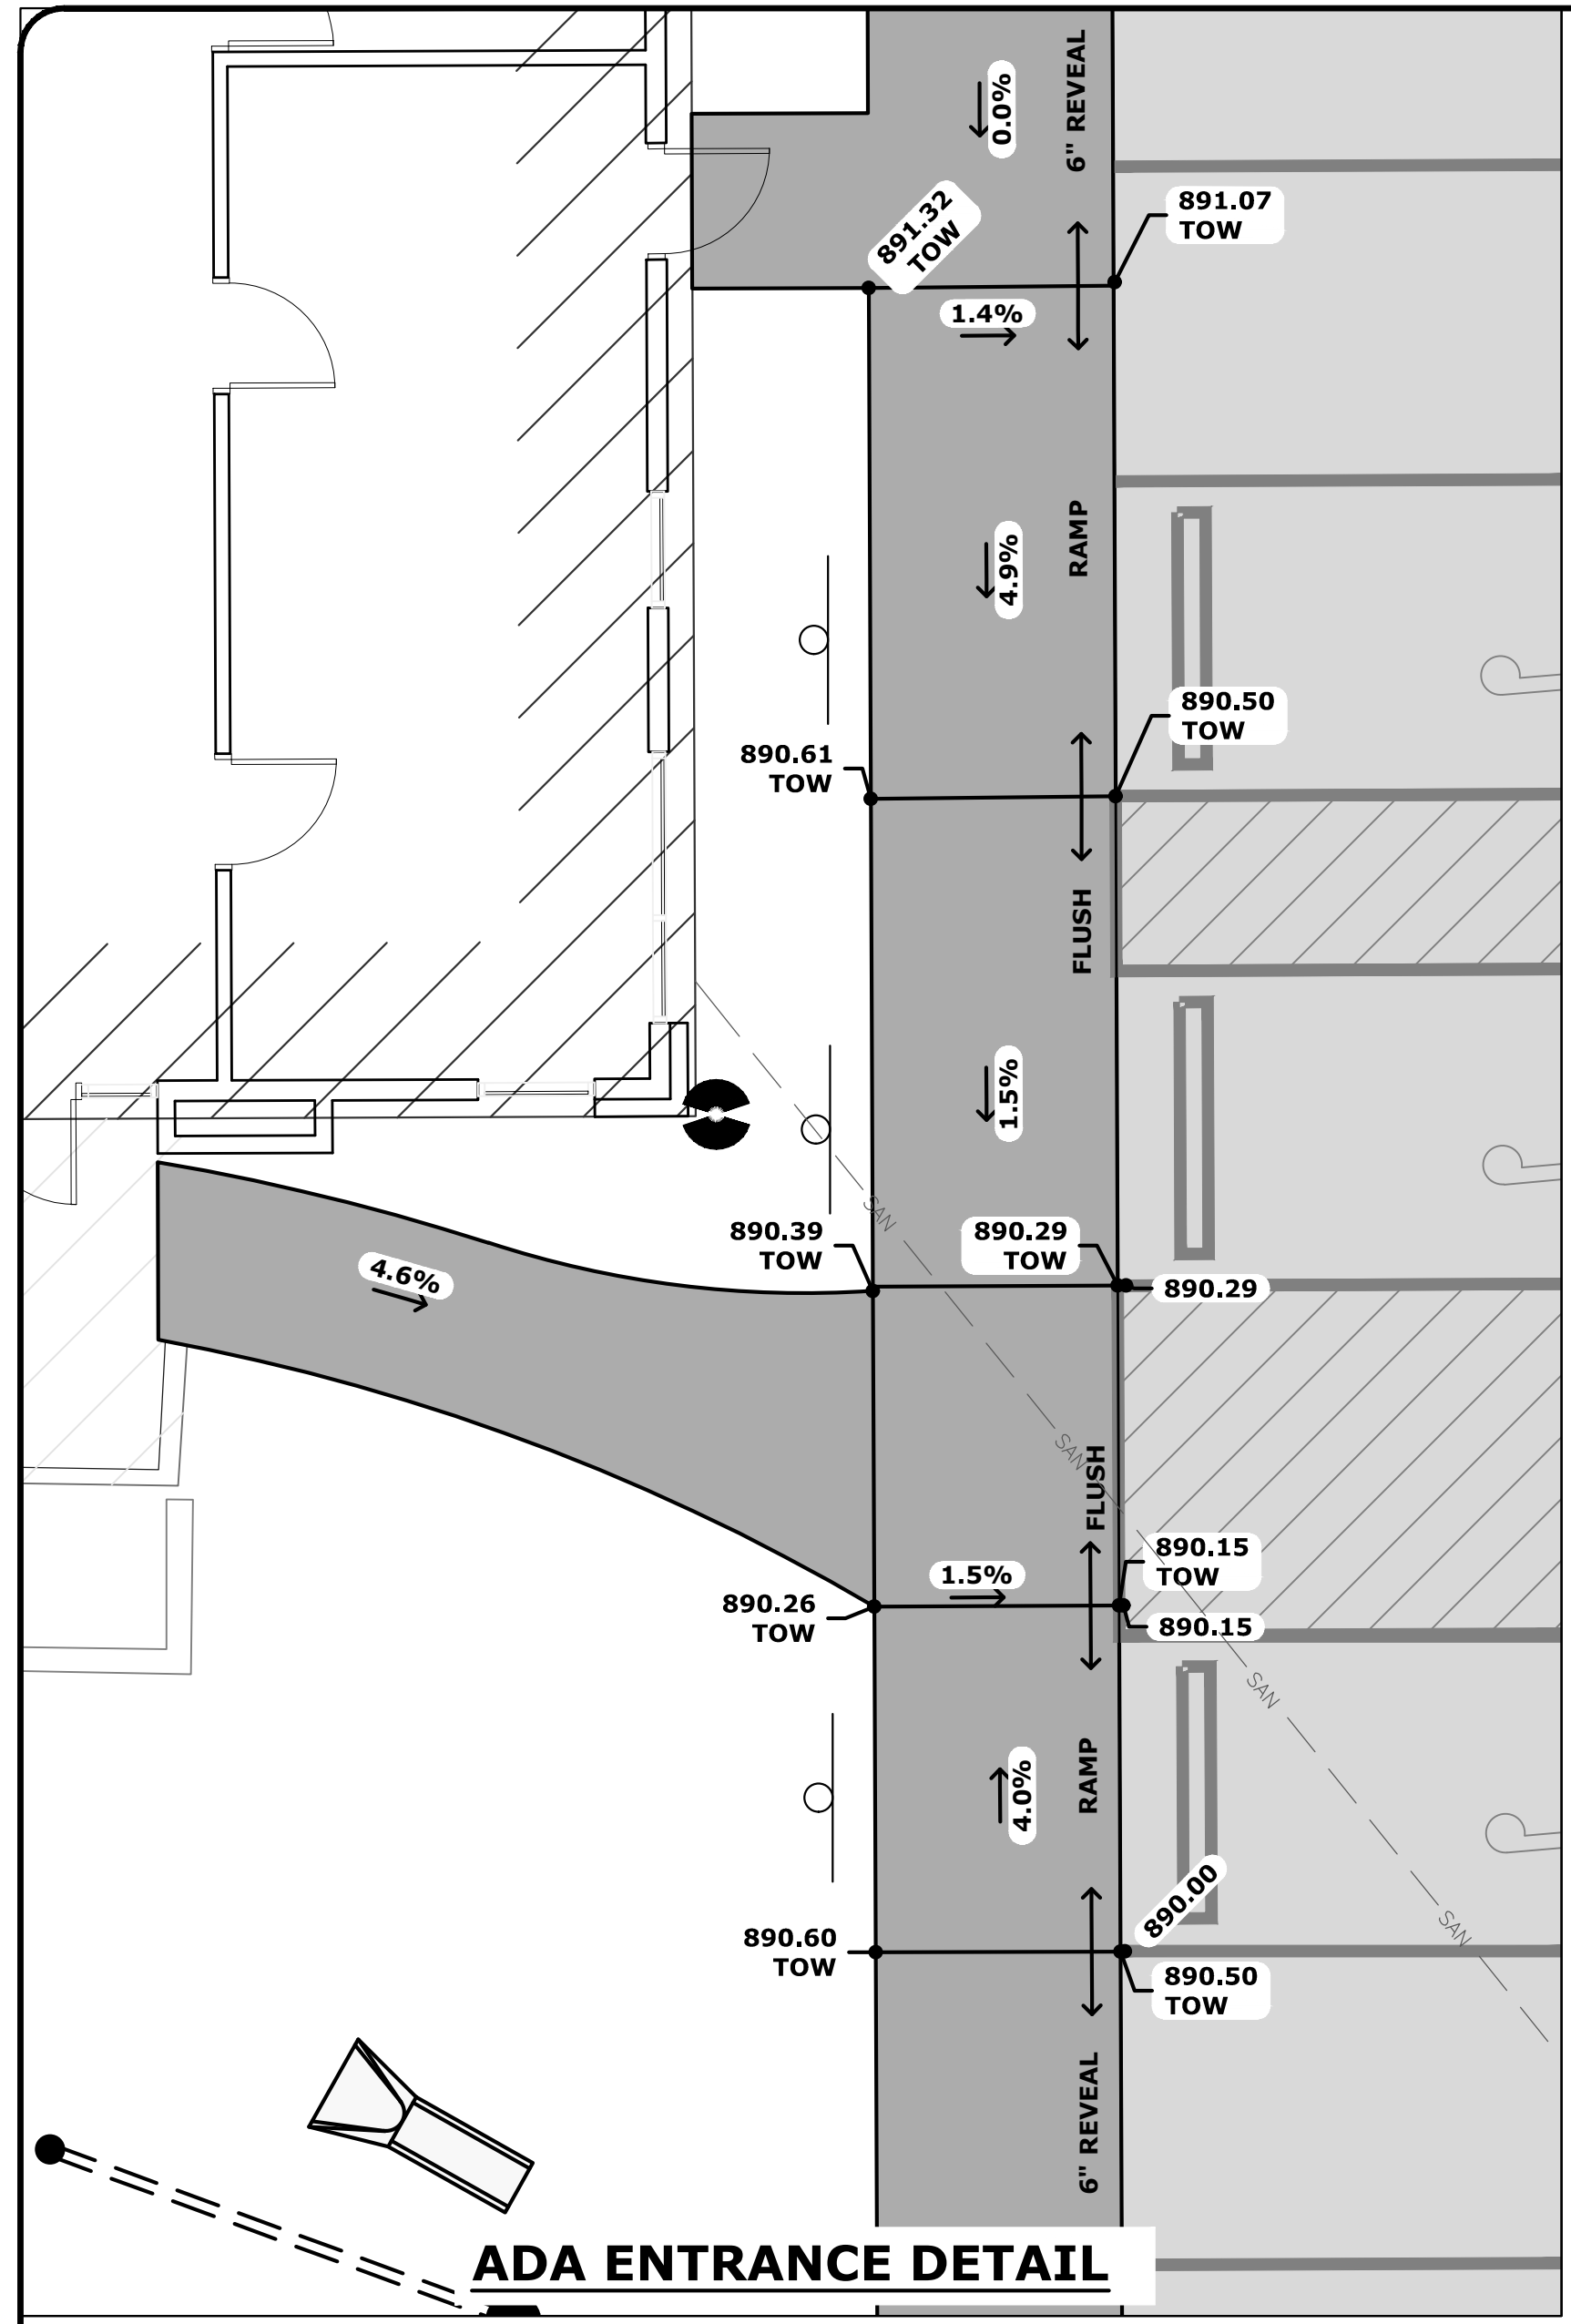 0.0%
6" REVEAL
891.07
TOW
891.32
TOW
1.4%
4.9%
RAMP
890.50
TOW
890.61
TOW
FLUSH
1.5%
SAN
890.39
TOW
890.29
TOW
890.29
4.6%
SAN
FLUSH
890.15
TOW
1.5%
890.26
TOW
890.15
SAN
4.0%
RAMP
890.00
SAN
890.60
TOW
890.50
TOW
6" REVEAL
ADA ENTRANCE DETAIL